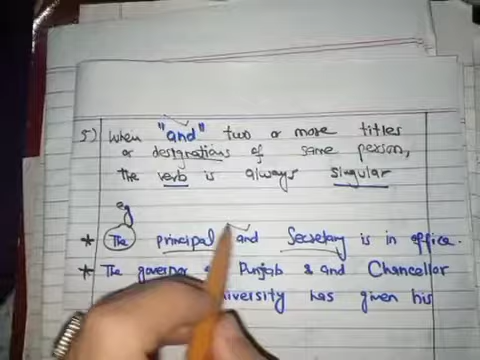 5) When "and" two or more titles
or designations of same person,
the verb is always singular
eg
* The principal and Secretary is in office.
* The governor Punjab & and Chancellor
has given his